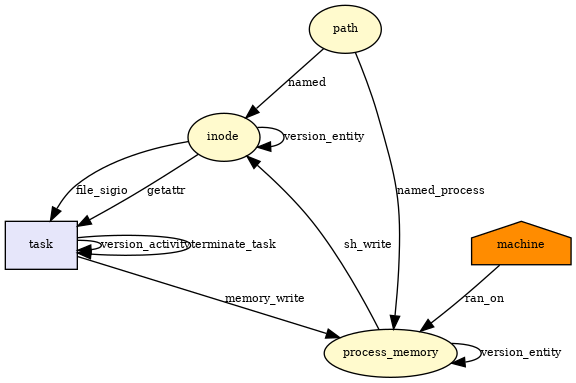 path
named
inode
version_entity
file_sigio
getattr
named_process
task
version_activity
terminate_task
sh_write
machine
memory_write
ran_on
process_memory
version_entity